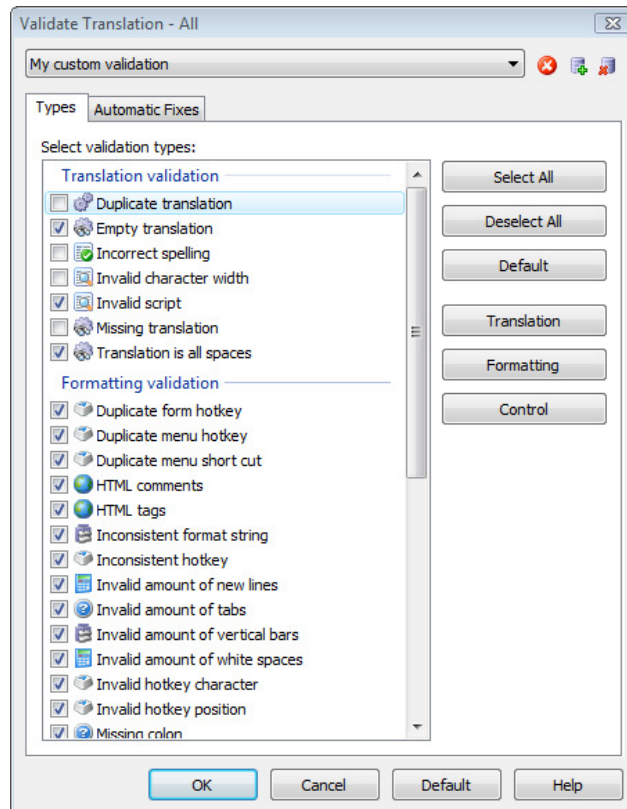 Validate Translation - All
My custom validation
Types
Automatic Fixes
Select validation types:
Translation validation
Duplicate translation
Empty translation
Incorrect spelling
Invalid character width
Invalid script
Missing translation
Translation is all spaces
Formatting validation
Duplicate form hotkey
Duplicate menu hotkey
Duplicate menu short cut
HTML comments
HTML tags
Inconsistent format string
Inconsistent hotkey
Invalid amount of new lines
Invalid amount of tabs
Invalid amount of vertical bars
Invalid amount of white spaces
Invalid hotkey character
Invalid hotkey position
Missing colon
Select All
Deselect All
Default
Translation
Formatting
Control
OK
Cancel
Default
Help